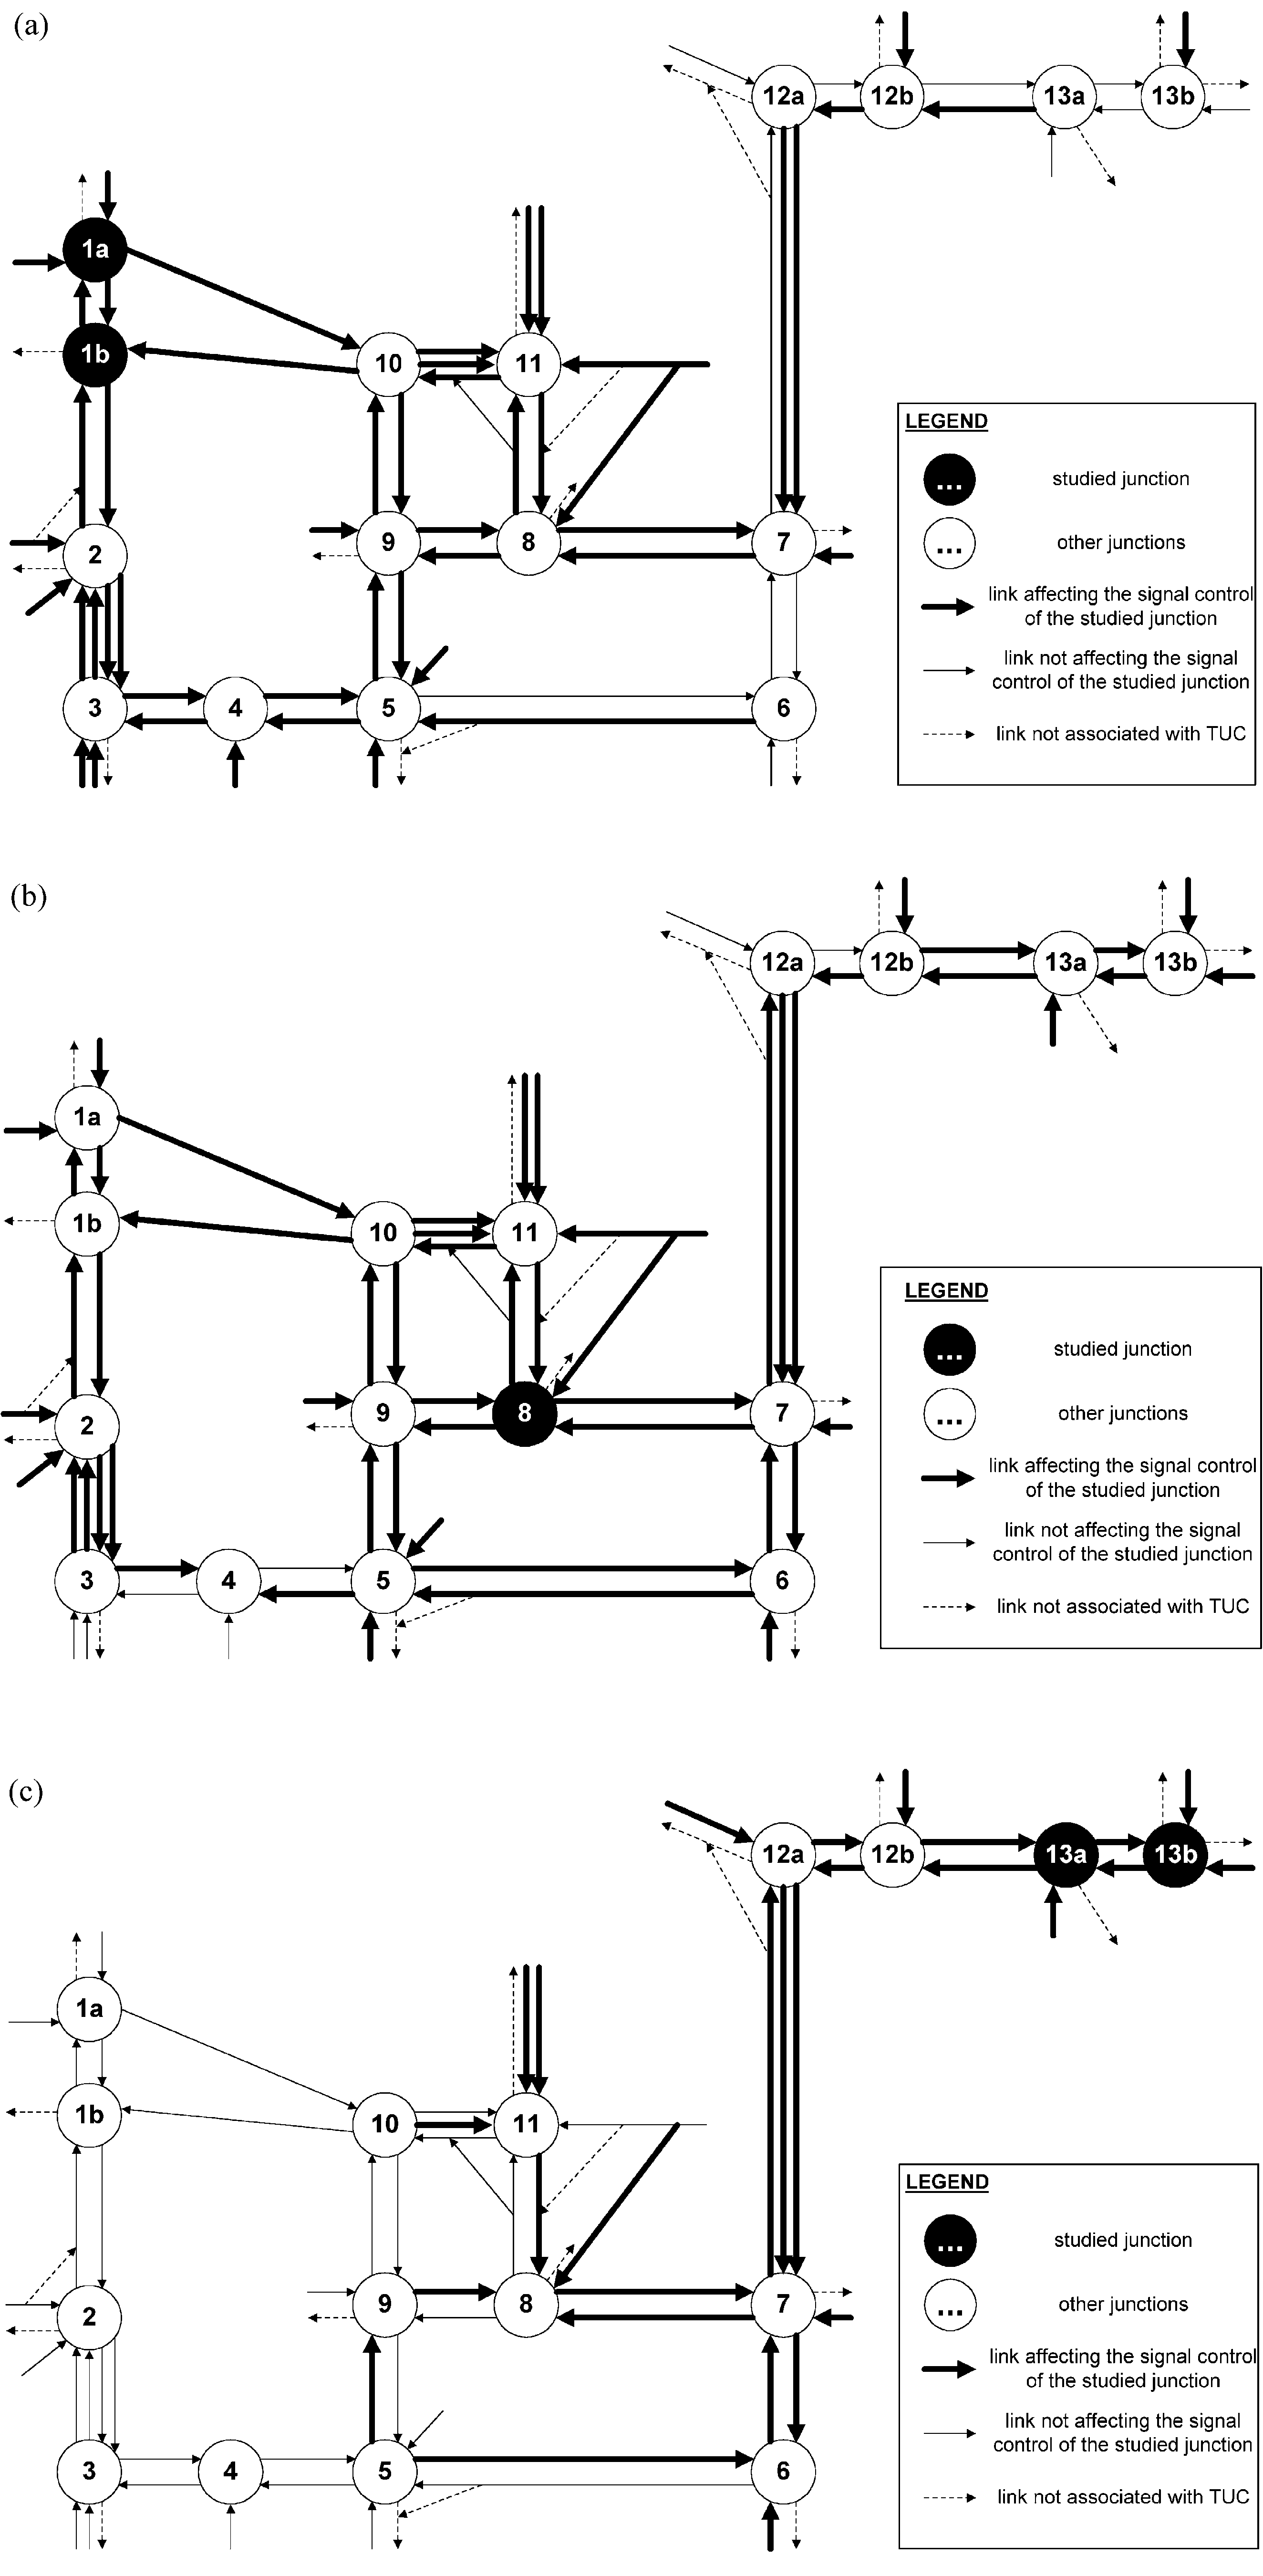 (a)
12a 12b 13a 13b
1a
1b 10 11
LEGEND
... studied junction
... other junctions
2 9 8 7
link affecting the signal control
of the studied junction
link not affecting the signal
control of the studied junction
3 4 5 6
link not associated with TUC
(b)
12a 12b 13a 13b
1a
1b 10 11
LEGEND
... studied junction
2 9 8 7
... other junctions
link affecting the signal control
of the studied junction
link not affecting the signal
control of the studied junction
3 4 5 6
link not associated with TUC
(c)
12a 12b 13a 13b
1a
1b 10 11
LEGEND
... studied junction
2 9 8 7
... other junctions
link affecting the signal control
of the studied junction
link not affecting the signal
control of the studied junction
3 4 5 6
link not associated with TUC